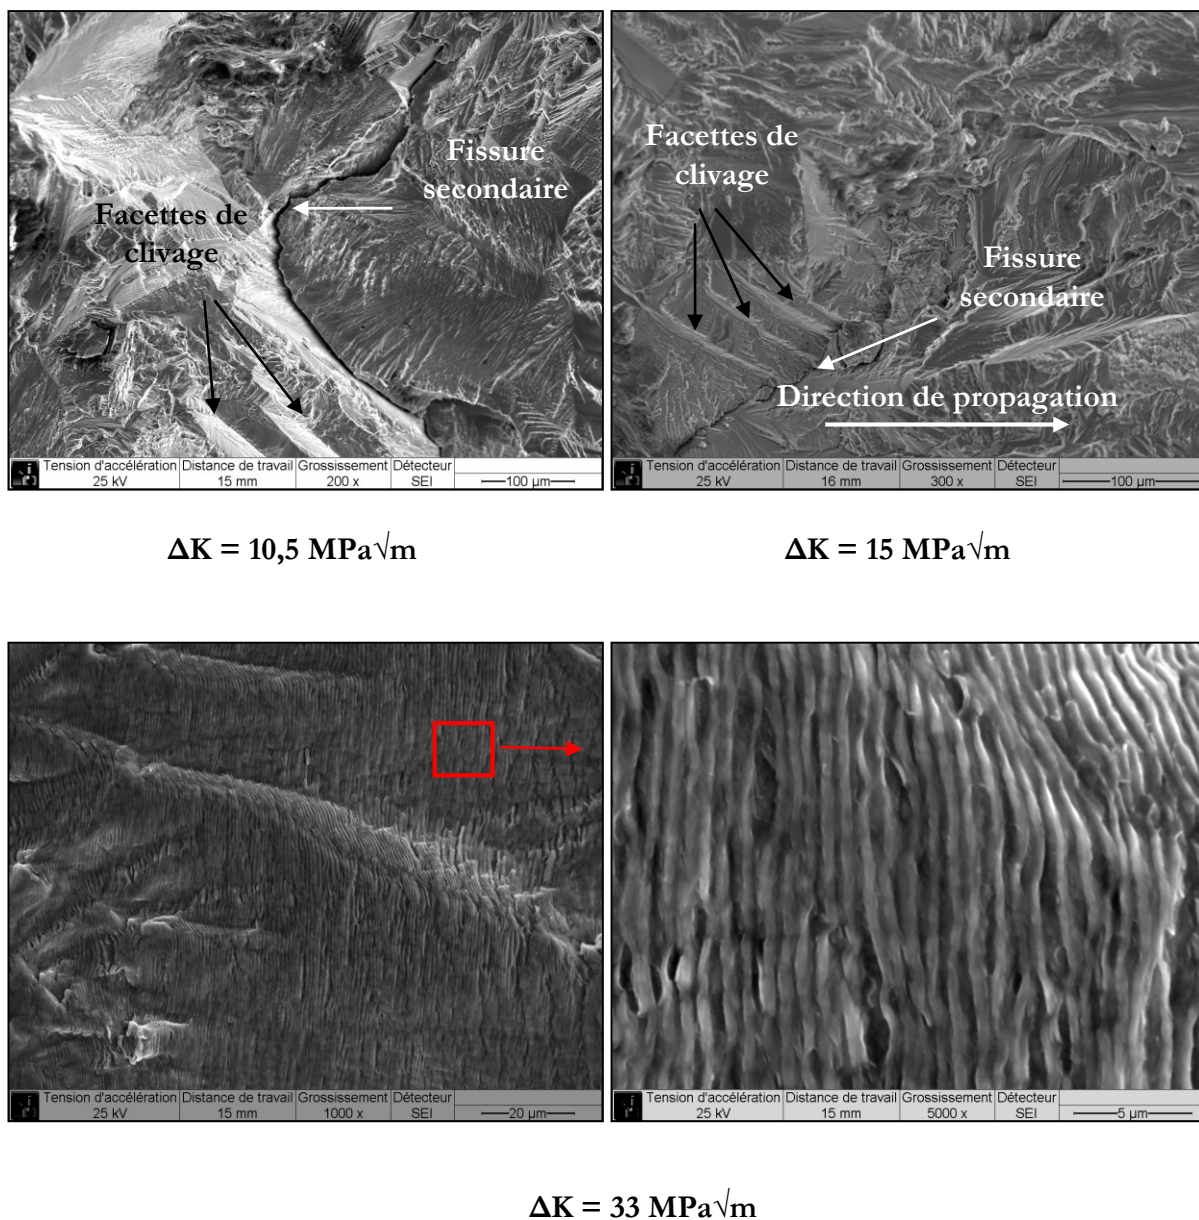 Fissure
secondaire
Facettes de
clivage
Tension d'accélération Distance de travail Grossissement Détecteur
25 kV 15 mm 200 x SEI 100 µm
Facettes de
clivage
Fissure
secondaire
Direction de propagation
Tension d'accélération Distance de travail Grossissement Détecteur
25 kV 16 mm 300 x SEI 100 µm
ΔK = 10,5 MPa√m
ΔK = 15 MPa√m
Tension d'accélération Distance de travail Grossissement Détecteur
25 kV 15 mm 1000 x SEI 20 µm
Tension d'accélération Distance de travail Grossissement Détecteur
25 kV 15 mm 5000 x SEI 5 µm
ΔK = 33 MPa√m